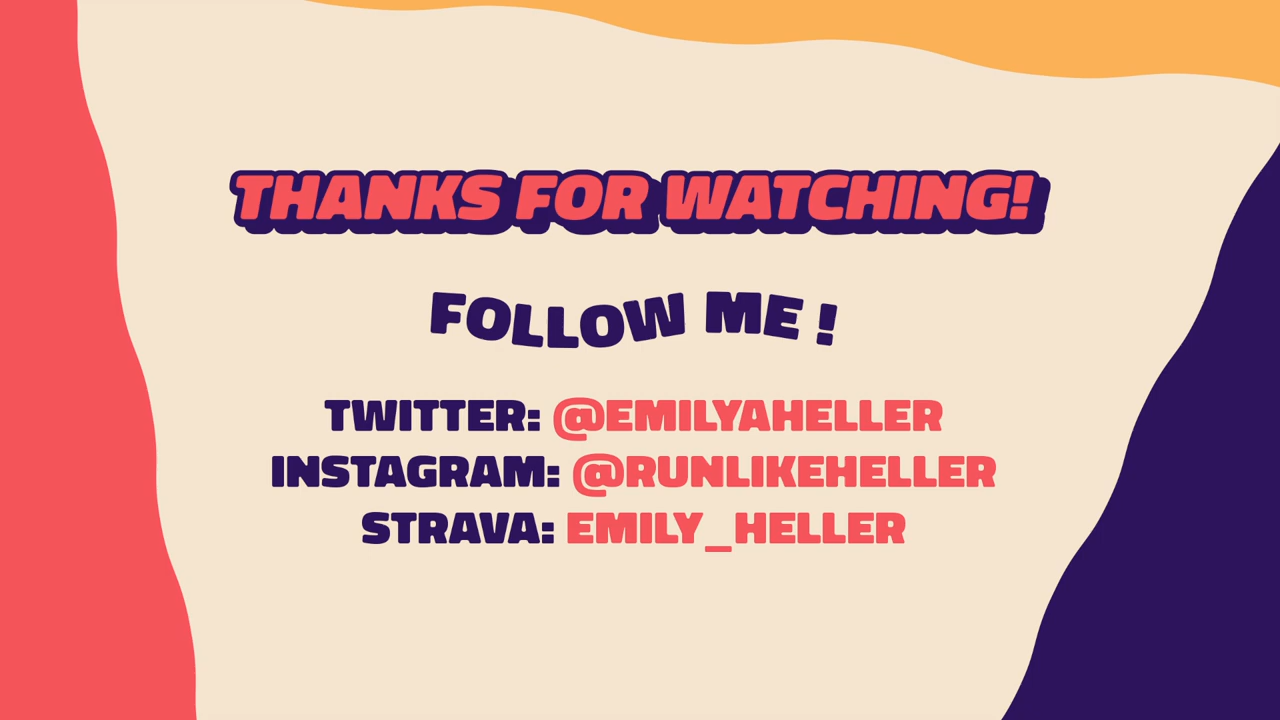 THANKS FOR WATCHING!
FOLLOW ME !
TWITTER: @EMILYAHELLER
INSTAGRAM: @RUNLIKEHELLER
STRAVA: EMILY_HELLER